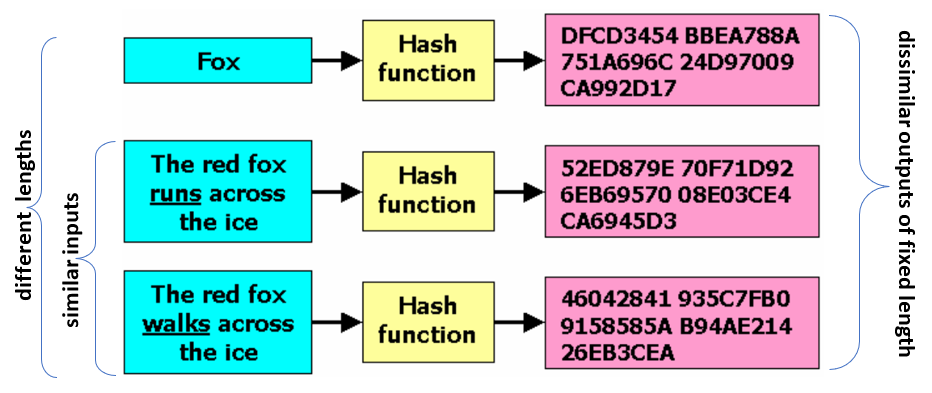 different lengths
similar inputs
Fox
Hash
function
DFCD3454 BBEA788A
751A696C 24D97009
CA992D17
The red fox
runs across
the ice
Hash
function
52ED879E 70F71D92
6EB69570 08E03CE4
CA6945D3
The red fox
walks across
the ice
Hash
function
46042841 935C7FB0
9158585A B94AE214
26EB3CEA
dissimilar outputs of fixed length